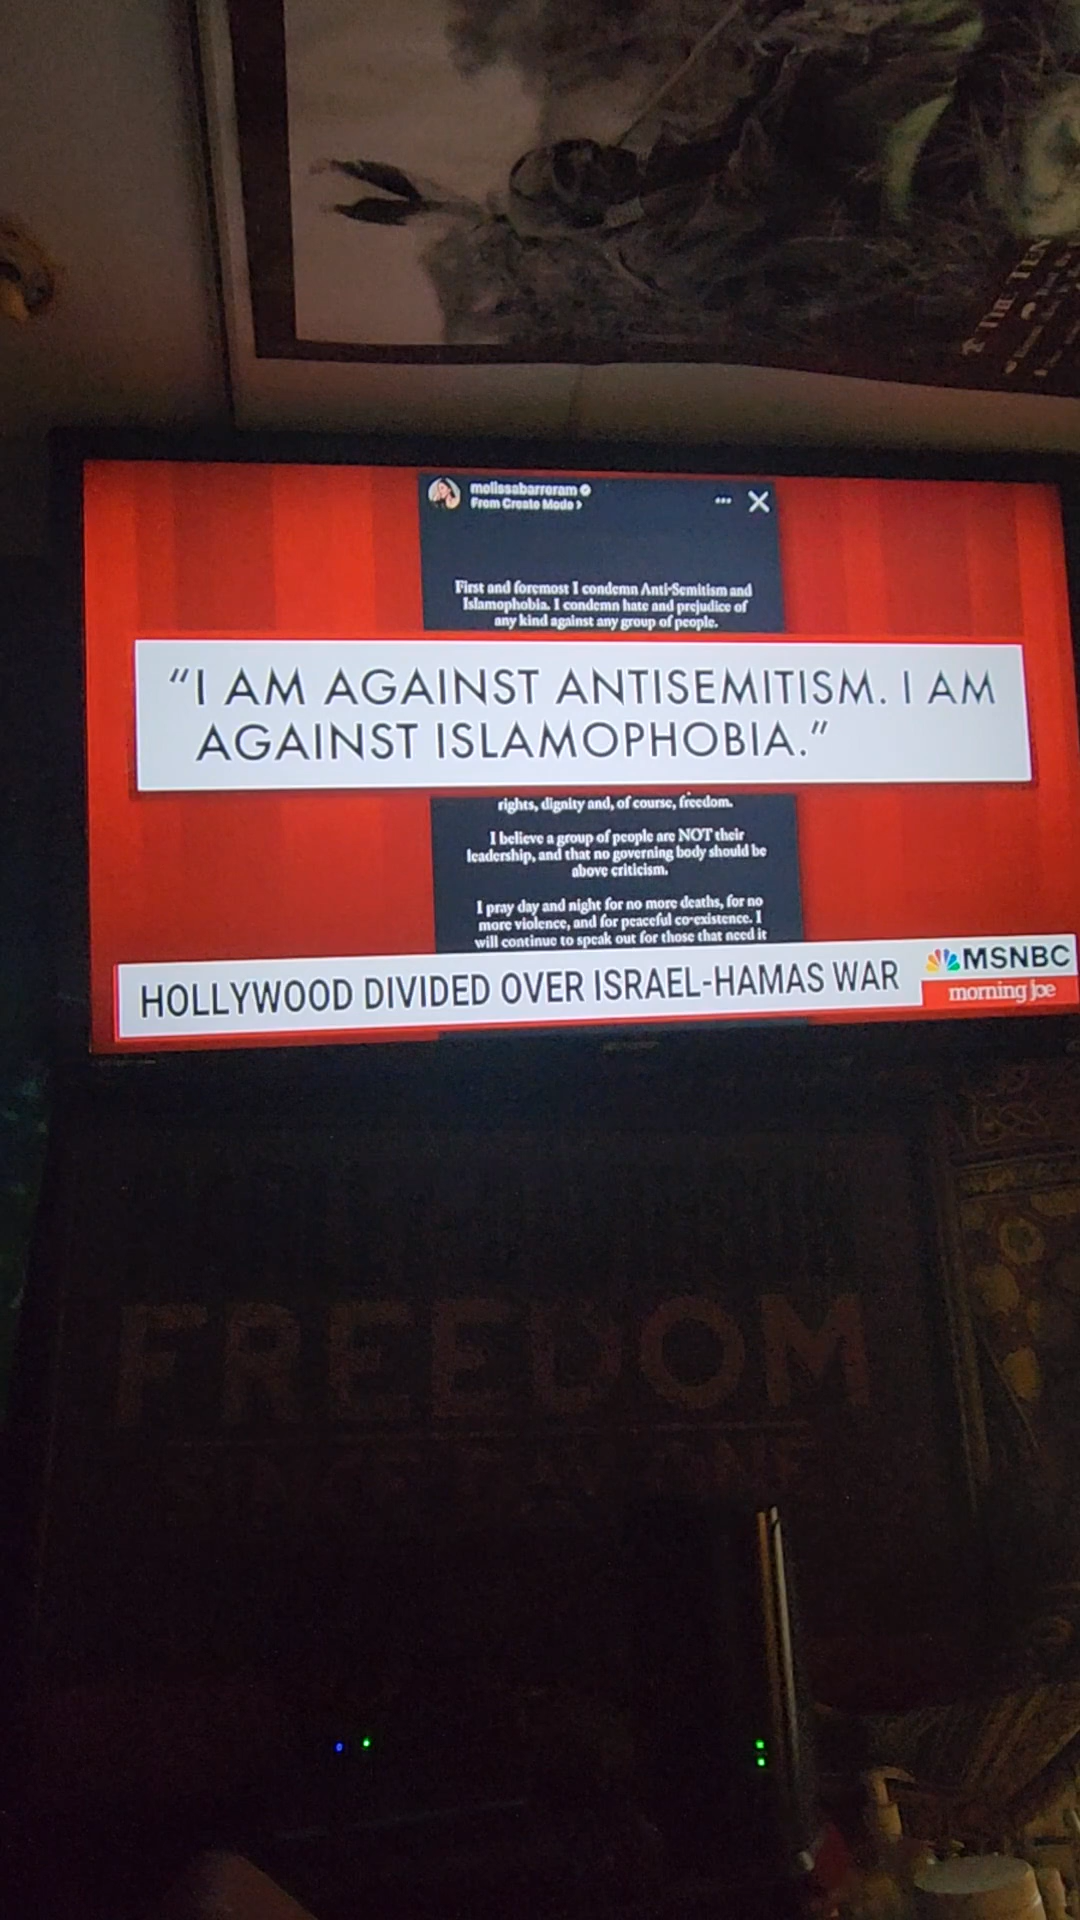 THE TEN
melissabarreram
From Create Mode >
First and foremost I condemn Anti-Semitism and
Islamophobia. I condemn hate and prejudice of
any kind against any group of people.
"I AM AGAINST ANTISEMITISM. I AM
AGAINST ISLAMOPHOBIA."
rights, dignity and, of course, freedom.
I believe a group of people are NOT their
leadership, and that no governing body should be
above criticism.
I pray day and night for no more deaths, for no
more violence, and for peaceful co-existence. I
will continue to speak out for those that need it
HOLLYWOOD DIVIDED OVER ISRAEL-HAMAS WAR
MSNBC
morning joe
FREEDOM